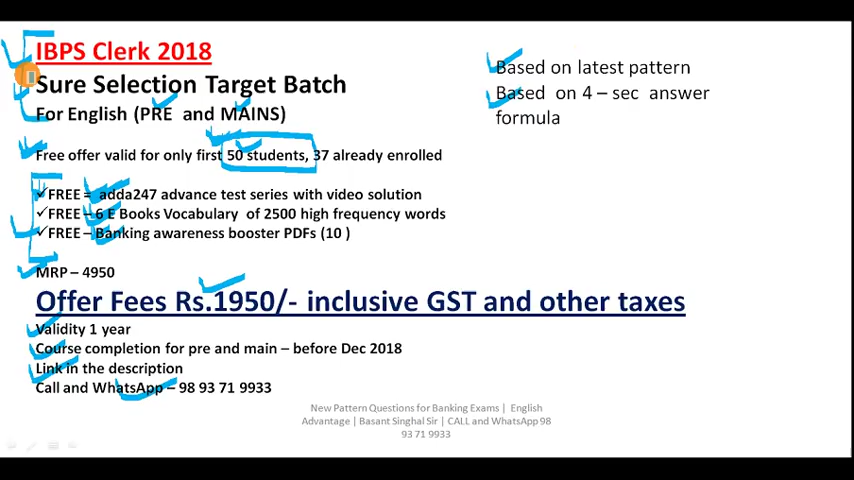 IBPS Clerk 2018
Sure Selection Target Batch
For English (PRE and MAINS)
Free offer valid for only first 50 students, 37 already enrolled
✓FREE = adda247 advance test series with video solution
✓FREE – 6 E Books Vocabulary of 2500 high frequency words
✓FREE – Banking awareness booster PDFs (10 )
MRP – 4950
Offer Fees Rs.1950/- inclusive GST and other taxes
Validity 1 year
Course completion for pre and main – before Dec 2018
Link in the description
Call and WhatsApp – 98 93 71 9933
Based on latest pattern
Based on 4 – sec answer
formula
New Pattern Questions for Banking Exams | English
Advantage | Basant Singhal Sir | CALL and WhatsApp 98
93 71 9933